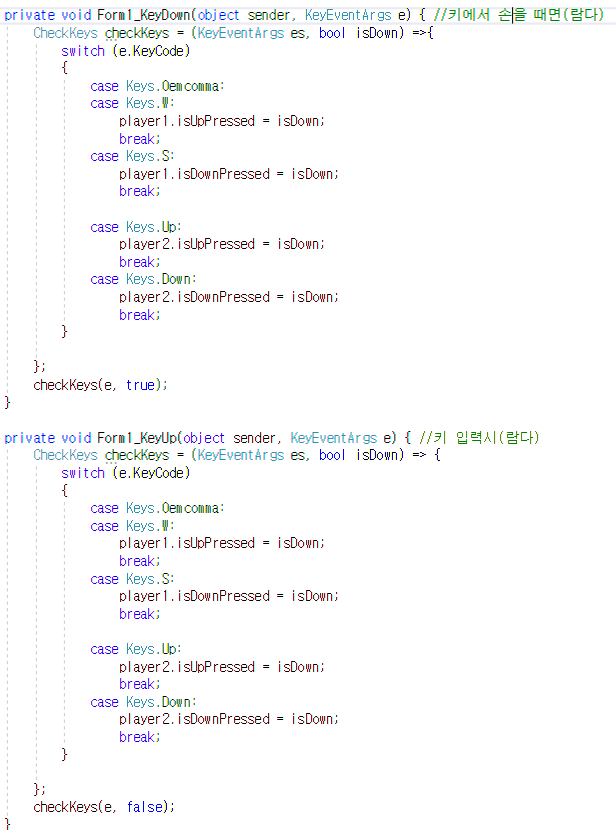 private void Form1_KeyDown(object sender, KeyEventArgs e) { //키에서 손을 때면(람다)
CheckKeys checkKeys = (KeyEventArgs es, bool isDown) =>{
switch (e.KeyCode)
{
case Keys.Oemcomma:
case Keys.W:
player1.isUpPressed = isDown;
break;
case Keys.S:
player1.isDownPressed = isDown;
break;
case Keys.Up:
player2.isUpPressed = isDown;
break;
case Keys.Down:
player2.isDownPressed = isDown;
break;
}
};
checkKeys(e, true);
}
private void Form1_KeyUp(object sender, KeyEventArgs e) { //키 입력시(람다)
CheckKeys checkKeys = (KeyEventArgs es, bool isDown) => {
switch (e.KeyCode)
{
case Keys.Oemcomma:
case Keys.W:
player1.isUpPressed = isDown;
break;
case Keys.S:
player1.isDownPressed = isDown;
break;
case Keys.Up:
player2.isUpPressed = isDown;
break;
case Keys.Down:
player2.isDownPressed = isDown;
break;
}
};
checkKeys(e, false);
}